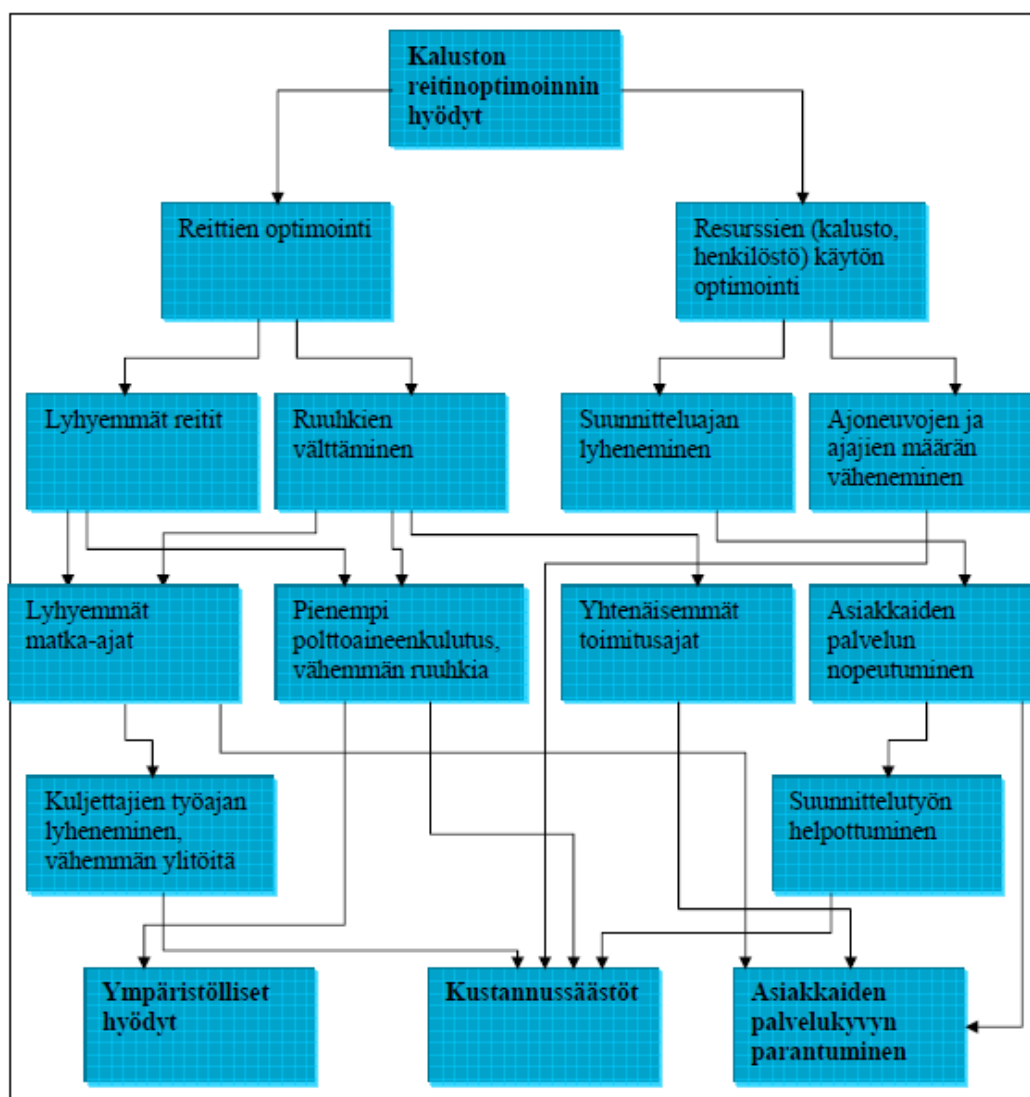 Kaluston
reitinoptimoinnin
hyödyt
Reittien optimointi
Resurssien (kalusto,
henkilöstö) käytön
optimointi
Lyhyemmät reitit
Ruuhkien
välttäminen
Suunnitteluajan
lyheneminen
Ajoneuvojen ja
ajajien määrän
väheneminen
Lyhyemmät
matka-ajat
Pienempi
polttoaineenkulutus,
vähemmän ruuhkia
Yhtenäisemmät
toimitusajat
Asiakkaiden
palvelun
nopeutuminen
Kuljettajien työajan
lyheneminen,
vähemmän ylitöitä
Suunnittelutyön
helpottuminen
Ympäristölliset
hyödyt
Kustannussäästöt
Asiakkaiden
palvelukyvyn
parantuminen